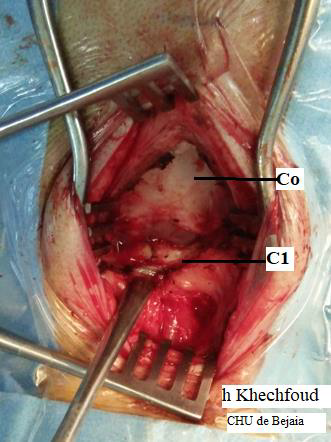 Co
C1
h Khechfoud
CHU de Bejaia